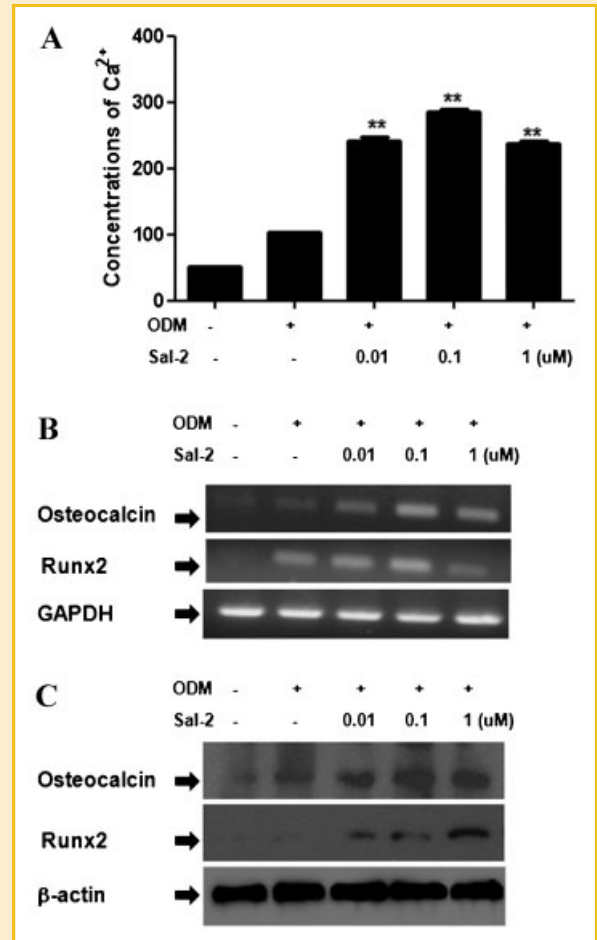 A
400
300
200
100
0
Concentrations of Ca2+
** ** **
ODM - + + + +
Sal-2 - - 0.01 0.1 1 (uM)
B
ODM - + + + +
Sal-2 - - 0.01 0.1 1 (uM)
Osteocalcin
Runx2
GAPDH
C
ODM - + + + +
Sal-2 - - 0.01 0.1 1 (uM)
Osteocalcin
Runx2
β-actin